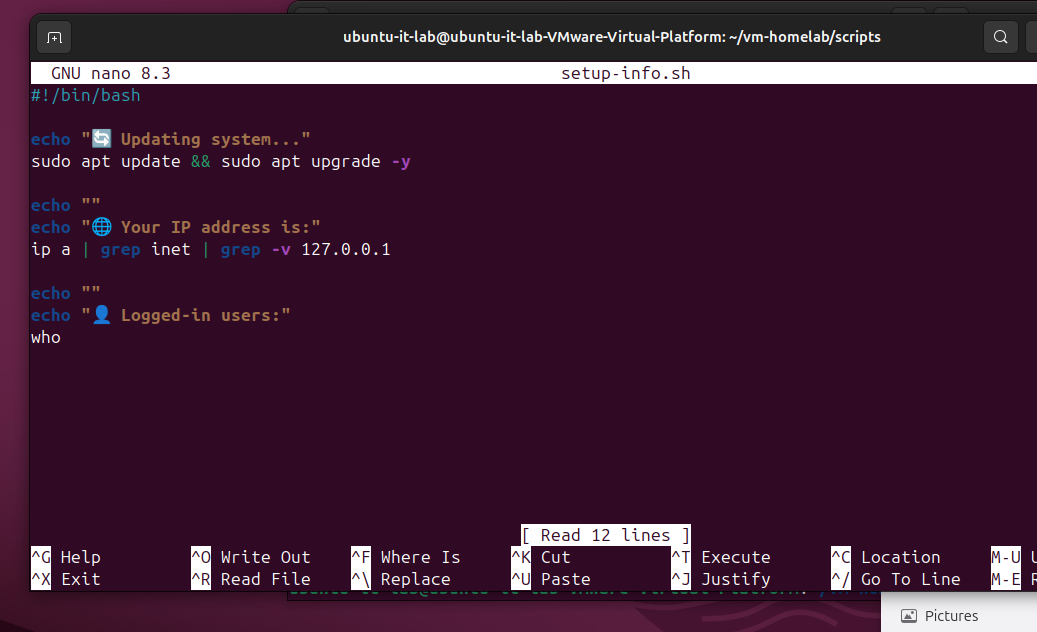 ubuntu-it-lab@ubuntu-it-lab-VMware-Virtual-Platform: ~/vm-homelab/scripts
GNU nano 8.3 setup-info.sh
#!/bin/bash

echo "🔄 Updating system..."
sudo apt update && sudo apt upgrade -y

echo ""
echo "🌐 Your IP address is:"
ip a | grep inet | grep -v 127.0.0.1

echo ""
echo "👤 Logged-in users:"
who

[ Read 12 lines ]
^G Help ^O Write Out ^F Where Is ^K Cut ^T Execute ^C Location M-U
^X Exit ^R Read File ^\ Replace ^U Paste ^J Justify ^/ Go To Line M-E
Pictures